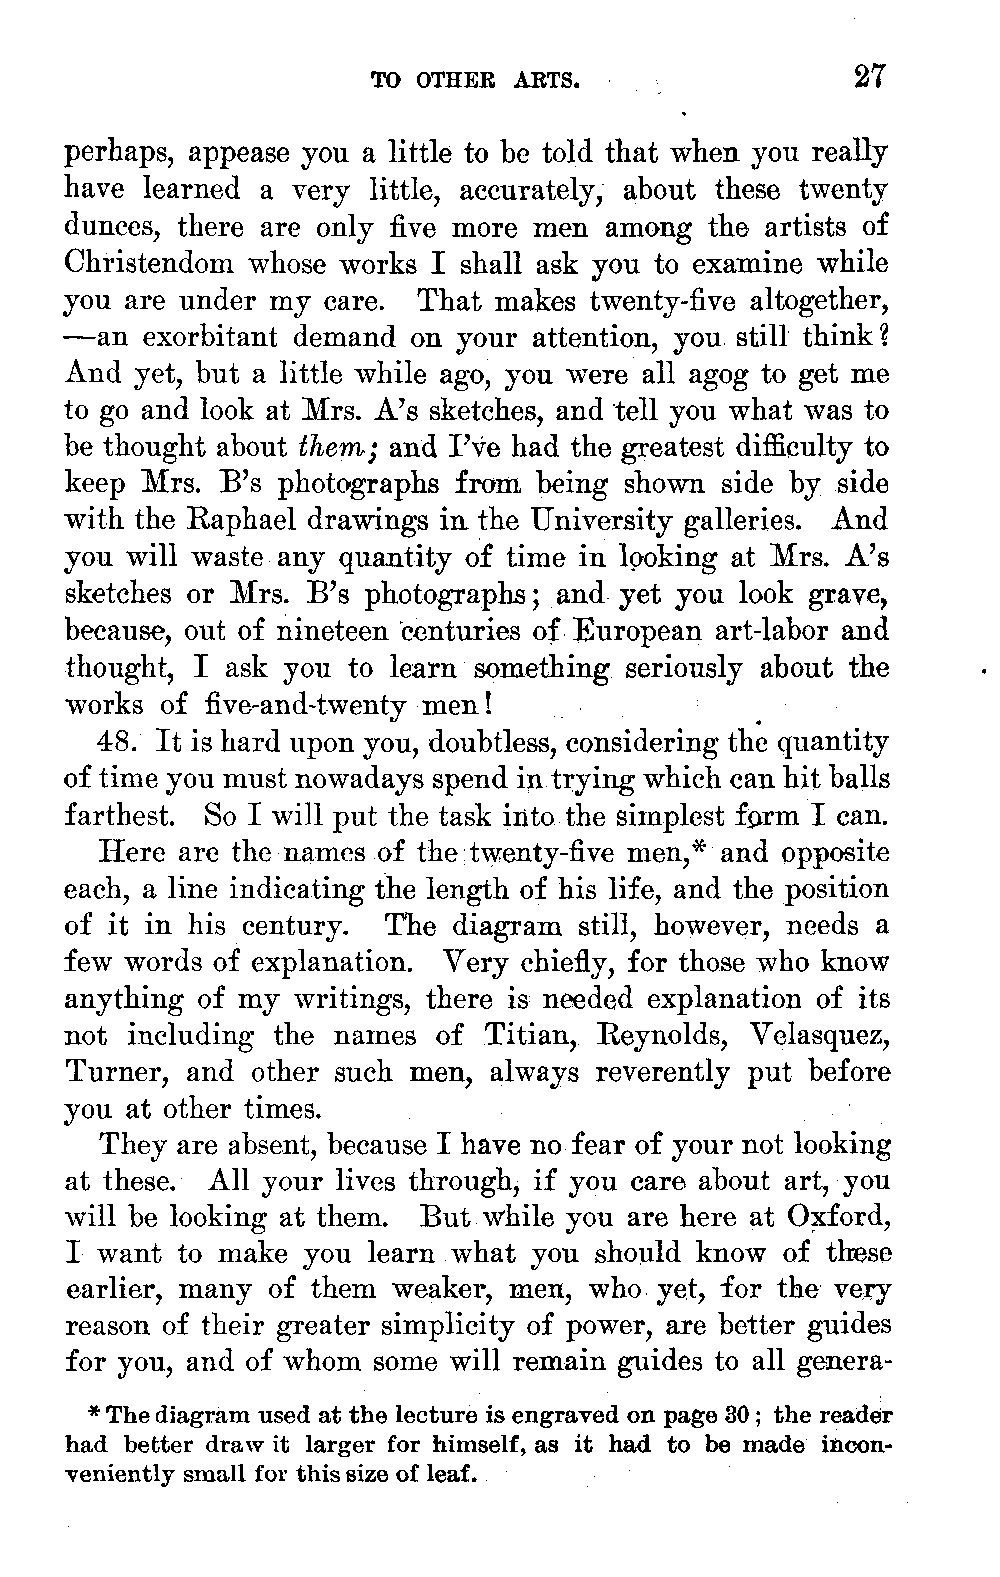 TO OTHER ARTS. 27
perhaps, appease you a little to be told that when you really
have learned a very little, accurately, about these twenty
dunces, there are only five more men among the artists of
Christendom whose works I shall ask you to examine while
you are under my care. That makes twenty-five altogether,
—an exorbitant demand on your attention, you still think?
And yet, but a little while ago, you were all agog to get me
to go and look at Mrs. A's sketches, and tell you what was to
be thought about them; and I've had the greatest difficulty to
keep Mrs. B's photographs from being shown side by side
with the Raphael drawings in the University galleries. And
you will waste any quantity of time in looking at Mrs. A's
sketches or Mrs. B's photographs; and yet you look grave,
because, out of nineteen centuries of European art-labor and
thought, I ask you to learn something seriously about the
works of five-and-twenty men!
48. It is hard upon you, doubtless, considering the quantity
of time you must nowadays spend in trying which can hit balls
farthest. So I will put the task into the simplest form I can.
Here are the names of the twenty-five men,* and opposite
each, a line indicating the length of his life, and the position
of it in his century. The diagram still, however, needs a
few words of explanation. Very chiefly, for those who know
anything of my writings, there is needed explanation of its
not including the names of Titian, Reynolds, Velasquez,
Turner, and other such men, always reverently put before
you at other times.
They are absent, because I have no fear of your not looking
at these. All your lives through, if you care about art, you
will be looking at them. But while you are here at Oxford,
I want to make you learn what you should know of these
earlier, many of them weaker, men, who yet, for the very
reason of their greater simplicity of power, are better guides
for you, and of whom some will remain guides to all genera-
* The diagram used at the lecture is engraved on page 30; the reader
had better draw it larger for himself, as it had to be made incon-
veniently small for this size of leaf.